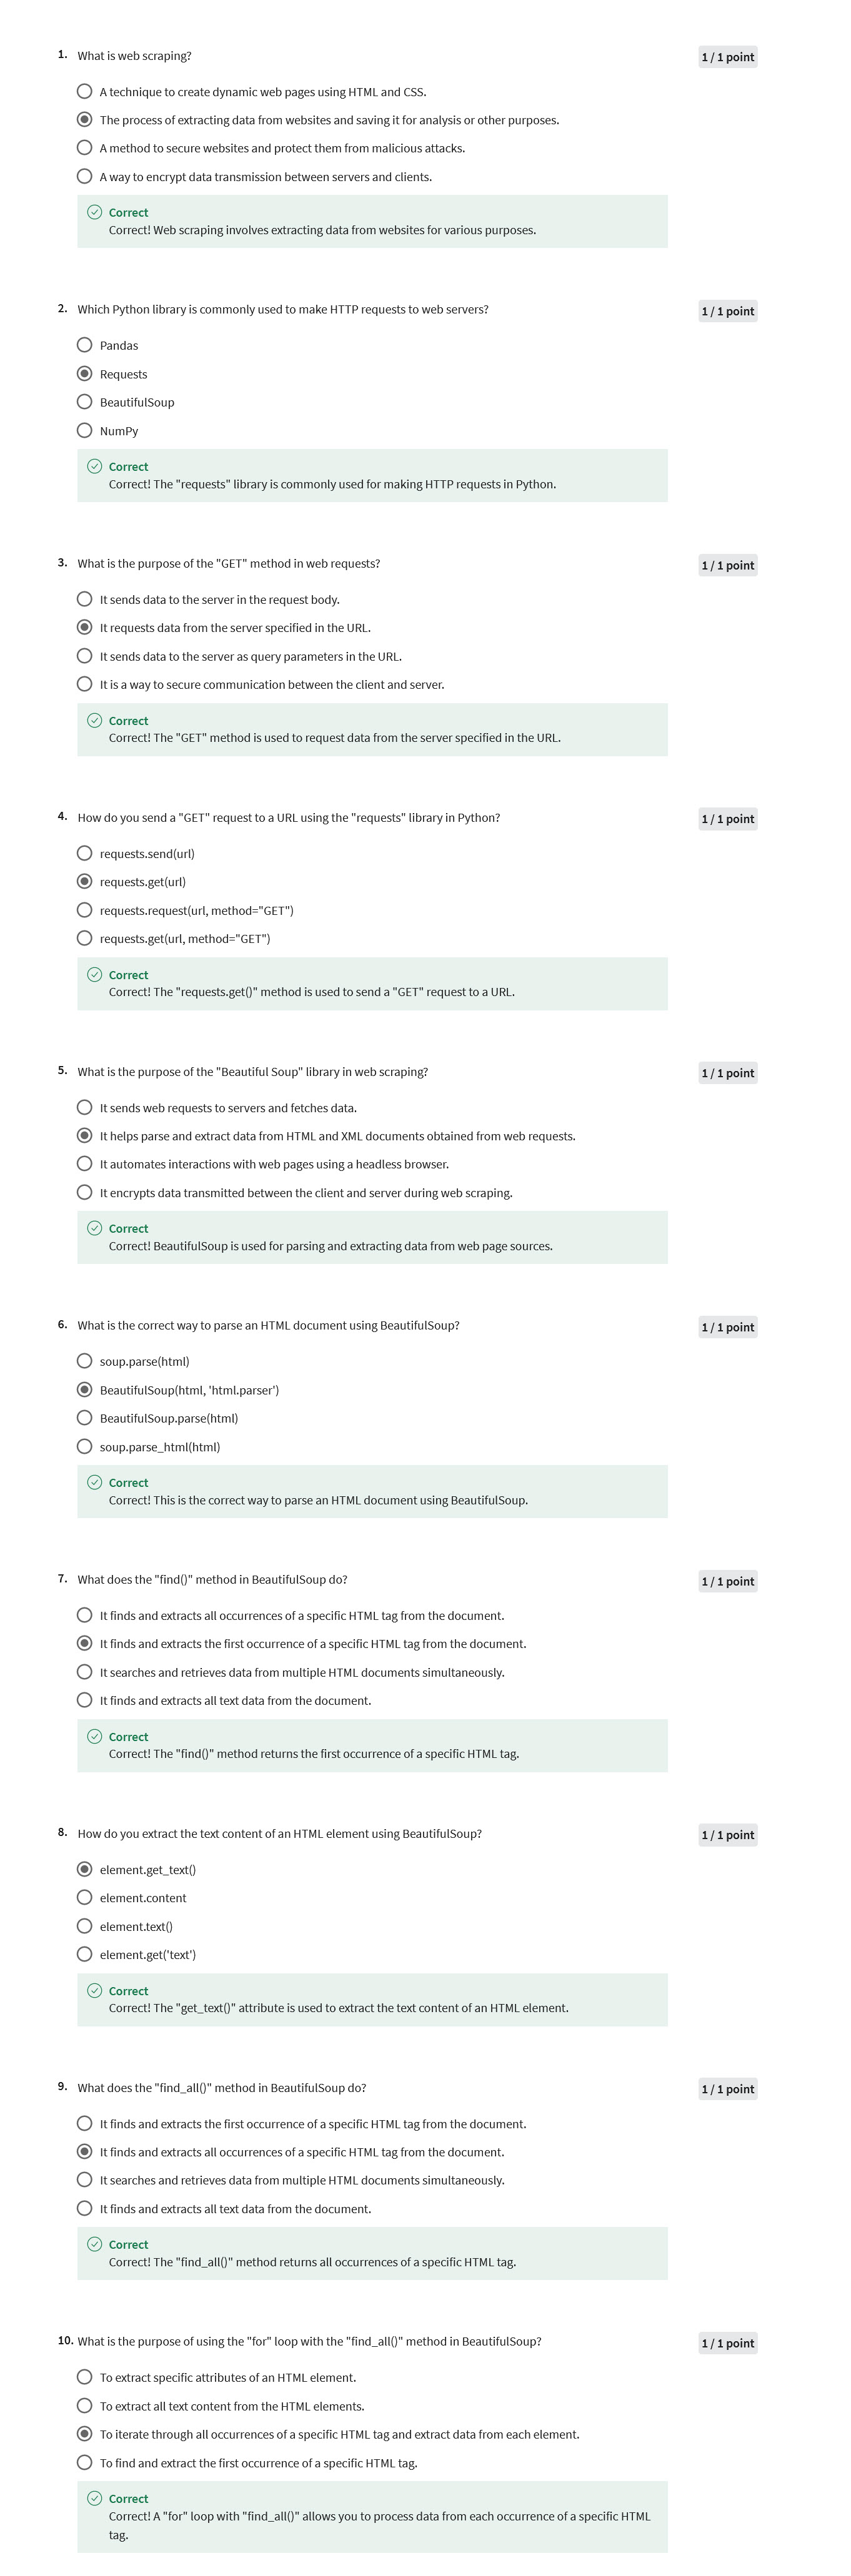 1. What is web scraping?
1 / 1 point
A technique to create dynamic web pages using HTML and CSS.
The process of extracting data from websites and saving it for analysis or other purposes.
A method to secure websites and protect them from malicious attacks.
A way to encrypt data transmission between servers and clients.
Correct
Correct! Web scraping involves extracting data from websites for various purposes.
2. Which Python library is commonly used to make HTTP requests to web servers?
1 / 1 point
Pandas
Requests
BeautifulSoup
NumPy
Correct
Correct! The "requests" library is commonly used for making HTTP requests in Python.
3. What is the purpose of the "GET" method in web requests?
1 / 1 point
It sends data to the server in the request body.
It requests data from the server specified in the URL.
It sends data to the server as query parameters in the URL.
It is a way to secure communication between the client and server.
Correct
Correct! The "GET" method is used to request data from the server specified in the URL.
4. How do you send a "GET" request to a URL using the "requests" library in Python?
1 / 1 point
requests.send(url)
requests.get(url)
requests.request(url, method="GET")
requests.get(url, method="GET")
Correct
Correct! The "requests.get()" method is used to send a "GET" request to a URL.
5. What is the purpose of the "Beautiful Soup" library in web scraping?
1 / 1 point
It sends web requests to servers and fetches data.
It helps parse and extract data from HTML and XML documents obtained from web requests.
It automates interactions with web pages using a headless browser.
It encrypts data transmitted between the client and server during web scraping.
Correct
Correct! BeautifulSoup is used for parsing and extracting data from web page sources.
6. What is the correct way to parse an HTML document using BeautifulSoup?
1 / 1 point
soup.parse(html)
BeautifulSoup(html, 'html.parser')
BeautifulSoup.parse(html)
soup.parse_html(html)
Correct
Correct! This is the correct way to parse an HTML document using BeautifulSoup.
7. What does the "find()" method in BeautifulSoup do?
1 / 1 point
It finds and extracts all occurrences of a specific HTML tag from the document.
It finds and extracts the first occurrence of a specific HTML tag from the document.
It searches and retrieves data from multiple HTML documents simultaneously.
It finds and extracts all text data from the document.
Correct
Correct! The "find()" method returns the first occurrence of a specific HTML tag.
8. How do you extract the text content of an HTML element using BeautifulSoup?
1 / 1 point
element.get_text()
element.content
element.text()
element.get('text')
Correct
Correct! The "get_text()" attribute is used to extract the text content of an HTML element.
9. What does the "find_all()" method in BeautifulSoup do?
1 / 1 point
It finds and extracts the first occurrence of a specific HTML tag from the document.
It finds and extracts all occurrences of a specific HTML tag from the document.
It searches and retrieves data from multiple HTML documents simultaneously.
It finds and extracts all text data from the document.
Correct
Correct! The "find_all()" method returns all occurrences of a specific HTML tag.
10. What is the purpose of using the "for" loop with the "find_all()" method in BeautifulSoup?
1 / 1 point
To extract specific attributes of an HTML element.
To extract all text content from the HTML elements.
To iterate through all occurrences of a specific HTML tag and extract data from each element.
To find and extract the first occurrence of a specific HTML tag.
Correct
Correct! A "for" loop with "find_all()" allows you to process data from each occurrence of a specific HTML
tag.